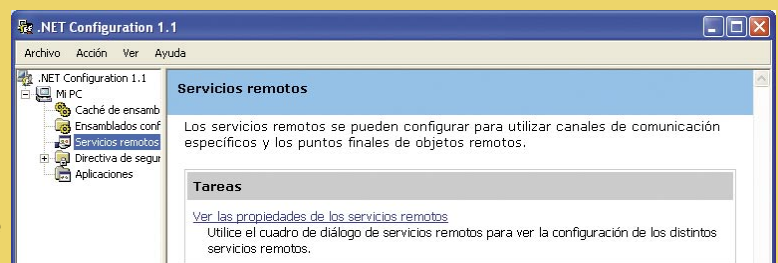 .NET Configuration 1.1
Archivo Acción Ver Ayuda
.NET Configuration 1.1
Mi PC
Caché de ensamb
Ensamblados conf
Servicios remotos
Directiva de segur
Aplicaciones
Servicios remotos
Los servicios remotos se pueden configurar para utilizar canales de comunicación
específicos y los puntos finales de objetos remotos.
Tareas
Ver las propiedades de los servicios remotos
Utilice el cuadro de diálogo de servicios remotos para ver la configuración de los distintos
servicios remotos.